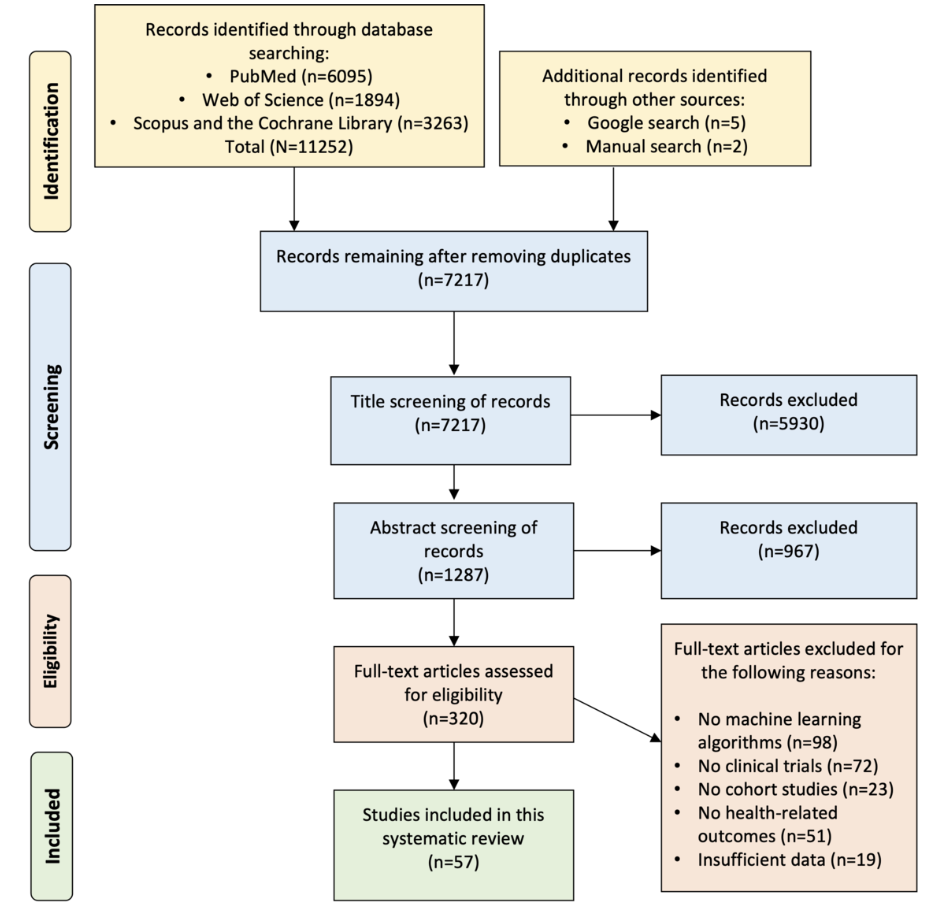 Identification
Records identified through database
searching:
• PubMed (n=6095)
• Web of Science (n=1894)
• Scopus and the Cochrane Library (n=3263)
Total (N=11252)
Additional records identified
through other sources:
• Google search (n=5)
• Manual search (n=2)
Records remaining after removing duplicates
(n=7217)
Screening
Title screening of records
(n=7217)
Records excluded
(n=5930)
Abstract screening of
records
(n=1287)
Records excluded
(n=967)
Eligibility
Full-text articles assessed
for eligibility
(n=320)
Full-text articles excluded for
the following reasons:
• No machine learning
algorithms (n=98)
• No clinical trials (n=72)
• No cohort studies (n=23)
• No health-related
outcomes (n=51)
• Insufficient data (n=19)
Included
Studies included in this
systematic review
(n=57)